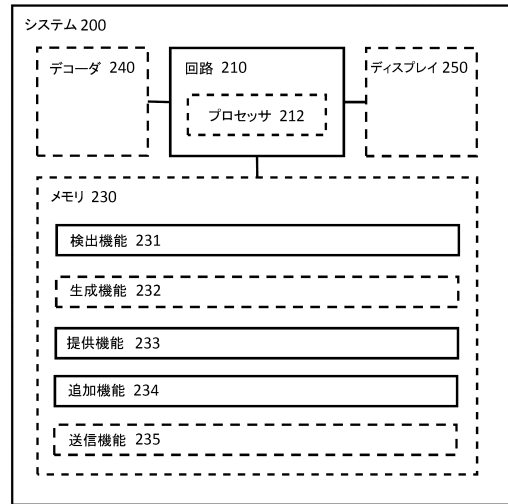 システム 200
デコーダ 240
回路 210
プロセッサ 212
ディスプレイ 250
メモリ 230
検出機能 231
生成機能 232
提供機能 233
追加機能 234
送信機能 235